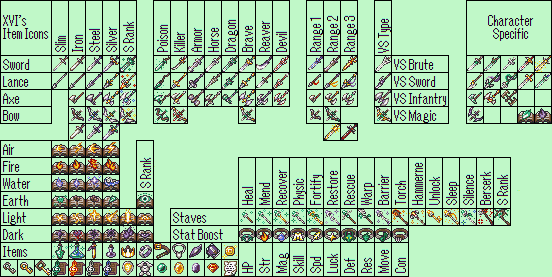 XVI's
Item Icons
Slim
Iron
Steel
Silver
S Rank
Poison
Killer
Armor
Horse
Dragon
Brave
Reaver
Devil
Range 1
Range 2
Range 3
VS Type
Character
Specific
Sword
VS Brute
Lance
VS Sword
Axe
VS Infantry
Bow
VS Magic
Air
Fire
Water
Earth
Light
Dark
Items
S Rank
Heal
Mend
Recover
Physic
Fortify
Restore
Rescue
Warp
Barrier
Torch
Hammerne
Unlock
Sleep
Silence
Berserk
S Rank
Staves
Stat Boost
HP
Str
Mag
Skill
Spd
Luck
Def
Res
Move
Con